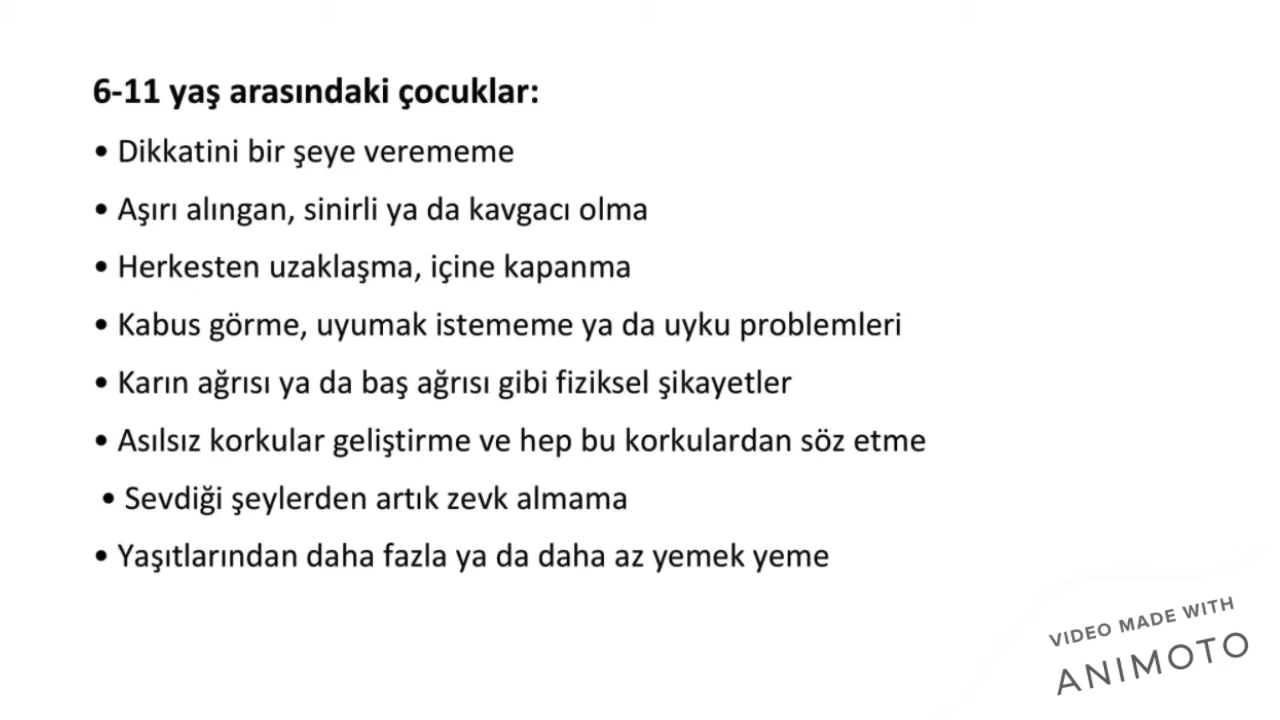 6-11 yaş arasındaki çocuklar:
• Dikkatini bir şeye verememe
• Aşırı alıngan, sinirli ya da kavgacı olma
• Herkesten uzaklaşma, içine kapanma
• Kabus görme, uyumak istememe ya da uyku problemleri
• Karın ağrısı ya da baş ağrısı gibi fiziksel şikayetler
• Asılsız korkular geliştirme ve hep bu korkulardan söz etme
• Sevdiği şeylerden artık zevk almama
• Yaşıtlarından daha fazla ya da daha az yemek yeme
VIDEO MADE WITH
ANIMOTO